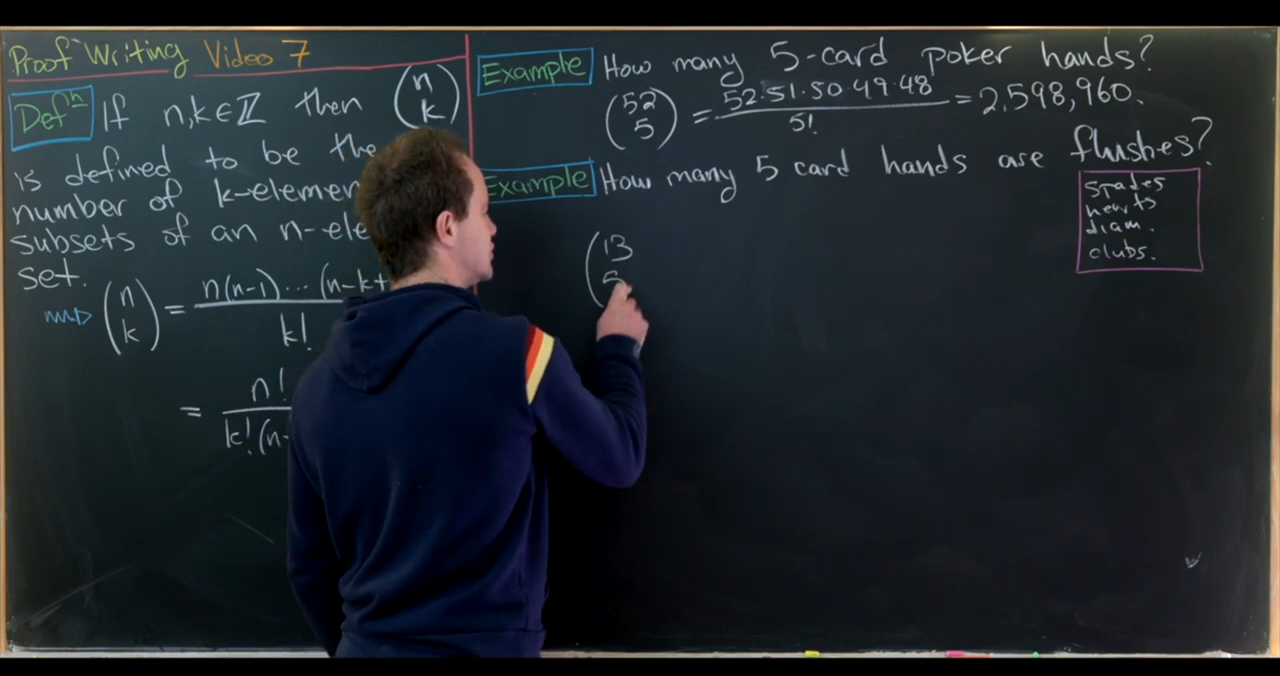 Proof Writing Video 7
Defⁿ If n,k∈ℤ then (n k)
is defined to be the
number of k-elemen
subsets of an n-ele
set.
(n k) = n(n-1)...(n-k+ / k!
= n! / k!(n-
Example How many 5-card poker hands?
(52 5) = 52·51·50·49·48 / 5! = 2,598,960.
Example How many 5 card hands are flushes?
spades
hearts
diam.
clubs.
(13 5